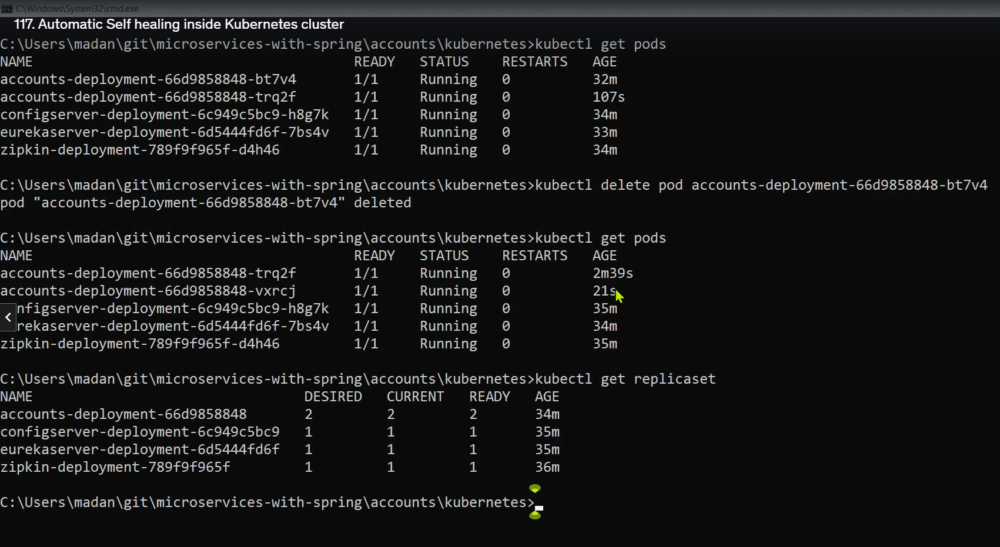 C:\Windows\System32\cmd.exe
117. Automatic Self healing inside Kubernetes cluster
C:\Users\madan\git\microservices-with-spring\accounts\kubernetes>kubectl get pods
NAME READY STATUS RESTARTS AGE
accounts-deployment-66d9858848-bt7v4 1/1 Running 0 32m
accounts-deployment-66d9858848-trq2f 1/1 Running 0 107s
configserver-deployment-6c949c5bc9-h8g7k 1/1 Running 0 34m
eurekaserver-deployment-6d5444fd6f-7bs4v 1/1 Running 0 33m
zipkin-deployment-789f9f965f-d4h46 1/1 Running 0 34m
C:\Users\madan\git\microservices-with-spring\accounts\kubernetes>kubectl delete pod accounts-deployment-66d9858848-bt7v4
pod "accounts-deployment-66d9858848-bt7v4" deleted
C:\Users\madan\git\microservices-with-spring\accounts\kubernetes>kubectl get pods
NAME READY STATUS RESTARTS AGE
accounts-deployment-66d9858848-trq2f 1/1 Running 0 2m39s
accounts-deployment-66d9858848-vxrcj 1/1 Running 0 21s
nfigserver-deployment-6c949c5bc9-h8g7k 1/1 Running 0 35m
rekaserver-deployment-6d5444fd6f-7bs4v 1/1 Running 0 34m
zipkin-deployment-789f9f965f-d4h46 1/1 Running 0 35m
C:\Users\madan\git\microservices-with-spring\accounts\kubernetes>kubectl get replicaset
NAME DESIRED CURRENT READY AGE
accounts-deployment-66d9858848 2 2 2 34m
configserver-deployment-6c949c5bc9 1 1 1 35m
eurekaserver-deployment-6d5444fd6f 1 1 1 35m
zipkin-deployment-789f9f965f 1 1 1 36m
C:\Users\madan\git\microservices-with-spring\accounts\kubernetes>